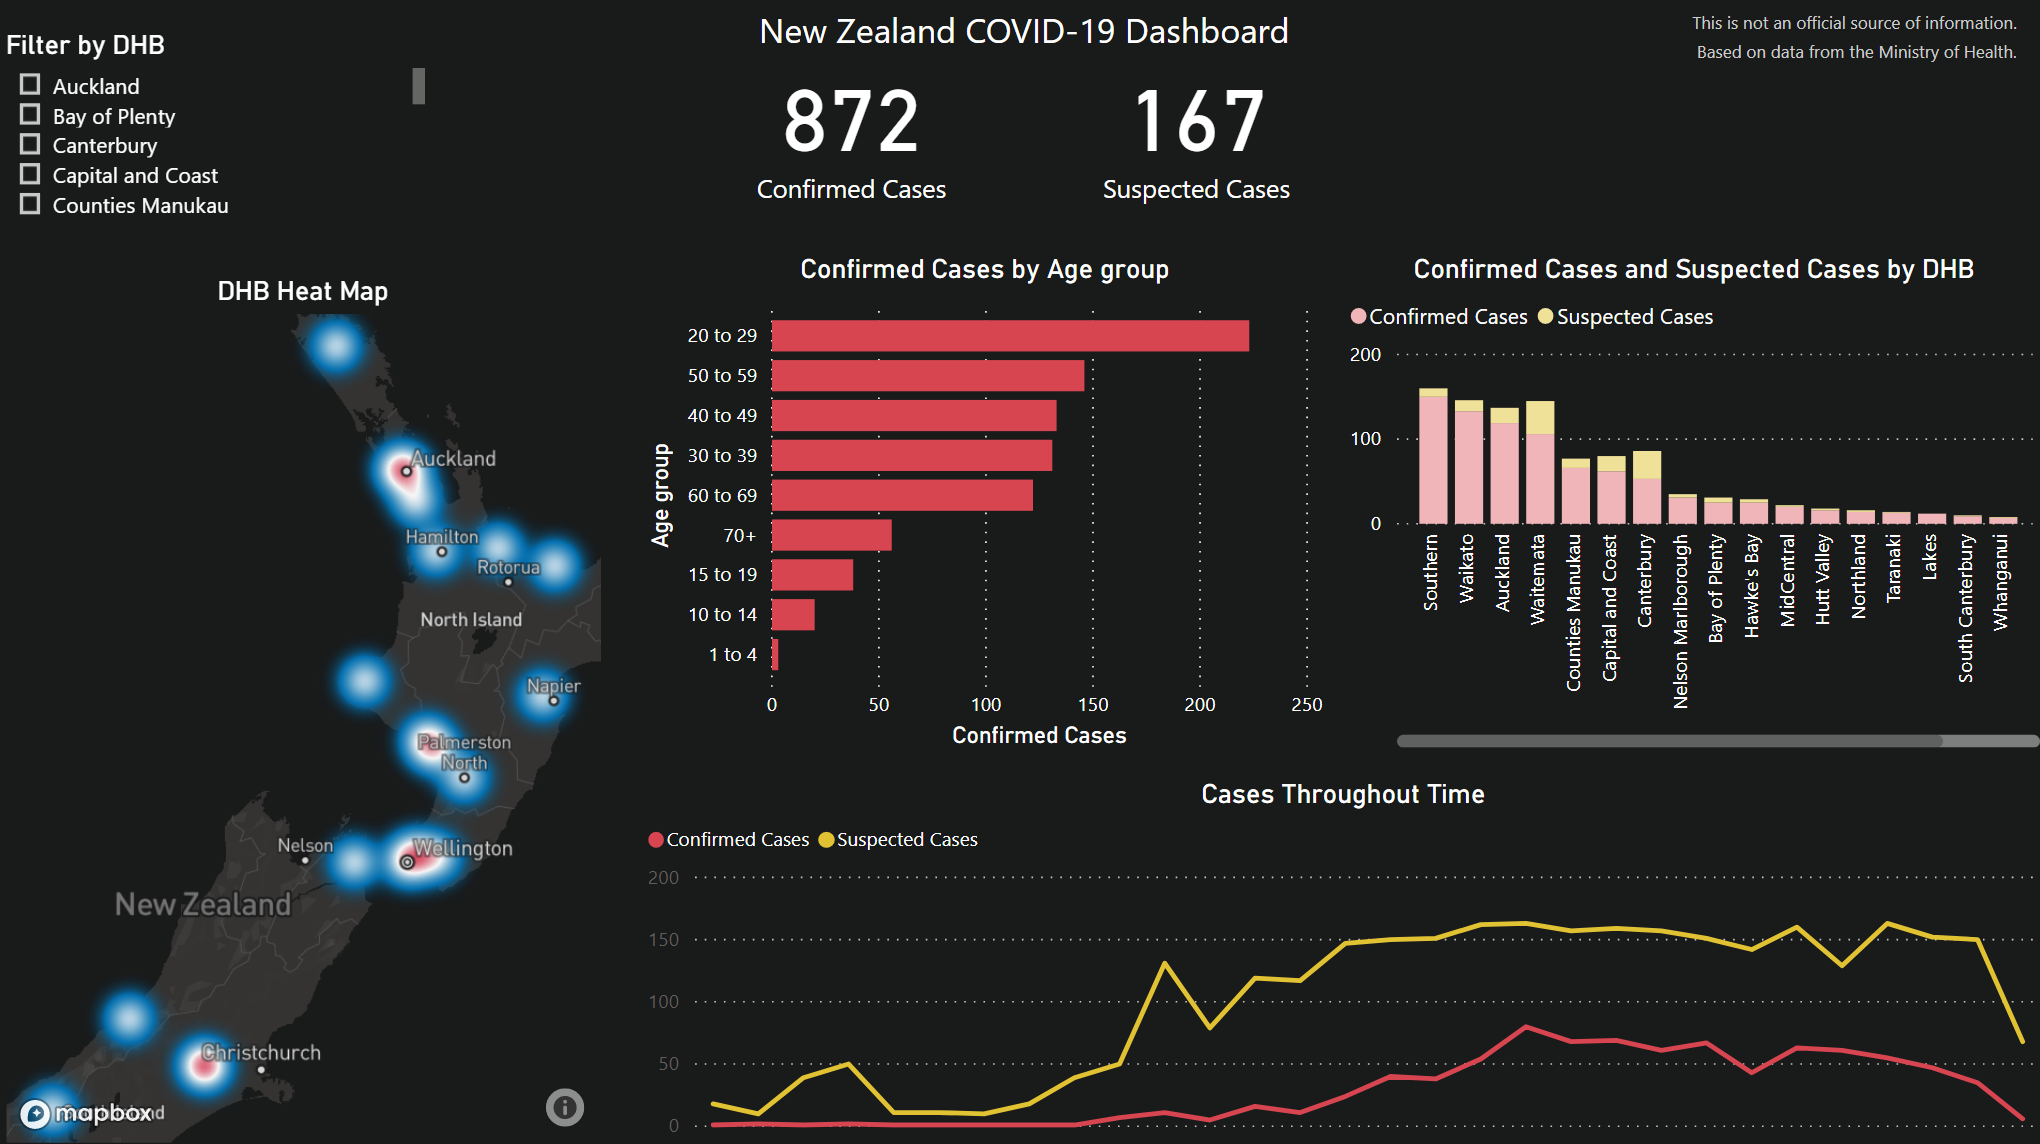 New Zealand COVID-19 Dashboard
This is not an official source of information.
Based on data from the Ministry of Health.
Filter by DHB
Auckland
Bay of Plenty
Canterbury
Capital and Coast
Counties Manukau
872
Confirmed Cases
167
Suspected Cases
DHB Heat Map
Auckland
Hamilton
Rotorua
North Island
Napier
Palmerston
North
Nelson
Wellington
New Zealand
Christchurch
mapbox
Confirmed Cases by Age group
Age group
20 to 29
50 to 59
40 to 49
30 to 39
60 to 69
70+
15 to 19
10 to 14
1 to 4
0 50 100 150 200 250
Confirmed Cases
Confirmed Cases and Suspected Cases by DHB
Confirmed Cases Suspected Cases
200
100
0
Southern
Waikato
Auckland
Waitemata
Counties Manukau
Capital and Coast
Canterbury
Nelson Marlborough
Bay of Plenty
Hawke's Bay
MidCentral
Hutt Valley
Northland
Taranaki
Lakes
South Canterbury
Whanganui
Cases Throughout Time
Confirmed Cases Suspected Cases
200
150
100
50
0